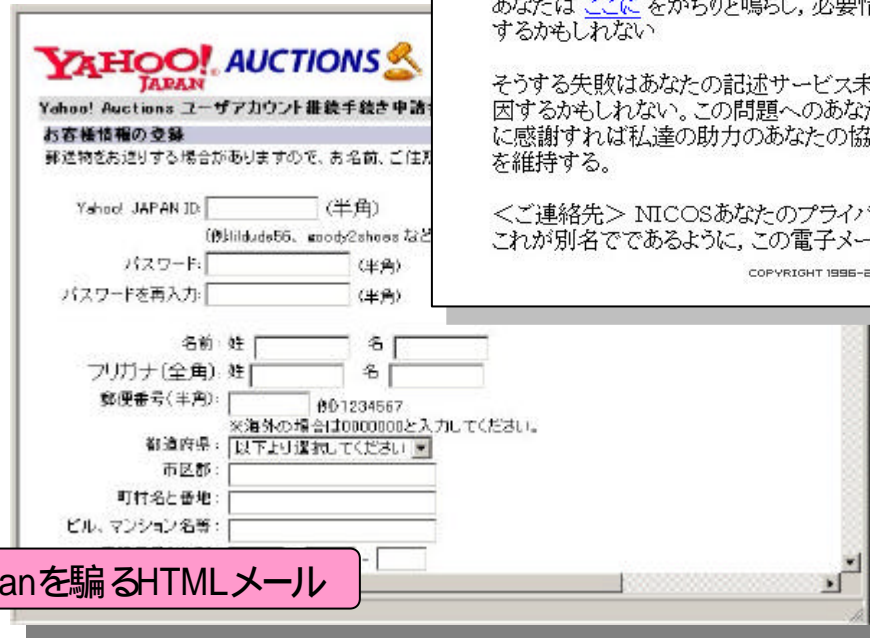 あなたは ここに をがちりと鳴らし, 必要情
するかもしれない
そうする失敗はあなたの記述サービス未
因するかもしれない。この問題へのあなた
に感謝すれば私達の助力のあなたの協
を維持する。
<ご連絡先> NICOSあなたのプライバ
これが別名でであるように, この電子メー
COPYRIGHT 1996-2
YAHOO! AUCTIONS
JAPAN
Yahoo! Auctions ユーザアカウント継続手続き申請
お客様情報の登録
郵送物をお送りする場合がありますので、お名前、ご住所
Yahoo! JAPAN ID: (半角)
(例)lildude56、goody2shoes など
パスワード: (半角)
パスワードを再入力: (半角)
名前: 姓 名
フリガナ(全角): 姓 名
郵便番号(半角): 例)1234567
※海外の場合は0000000と入力してください。
都道府県: 以下より選択してください
市区郡:
町村名と番地:
ビル、マンション名等:
-
anを騙るHTMLメール